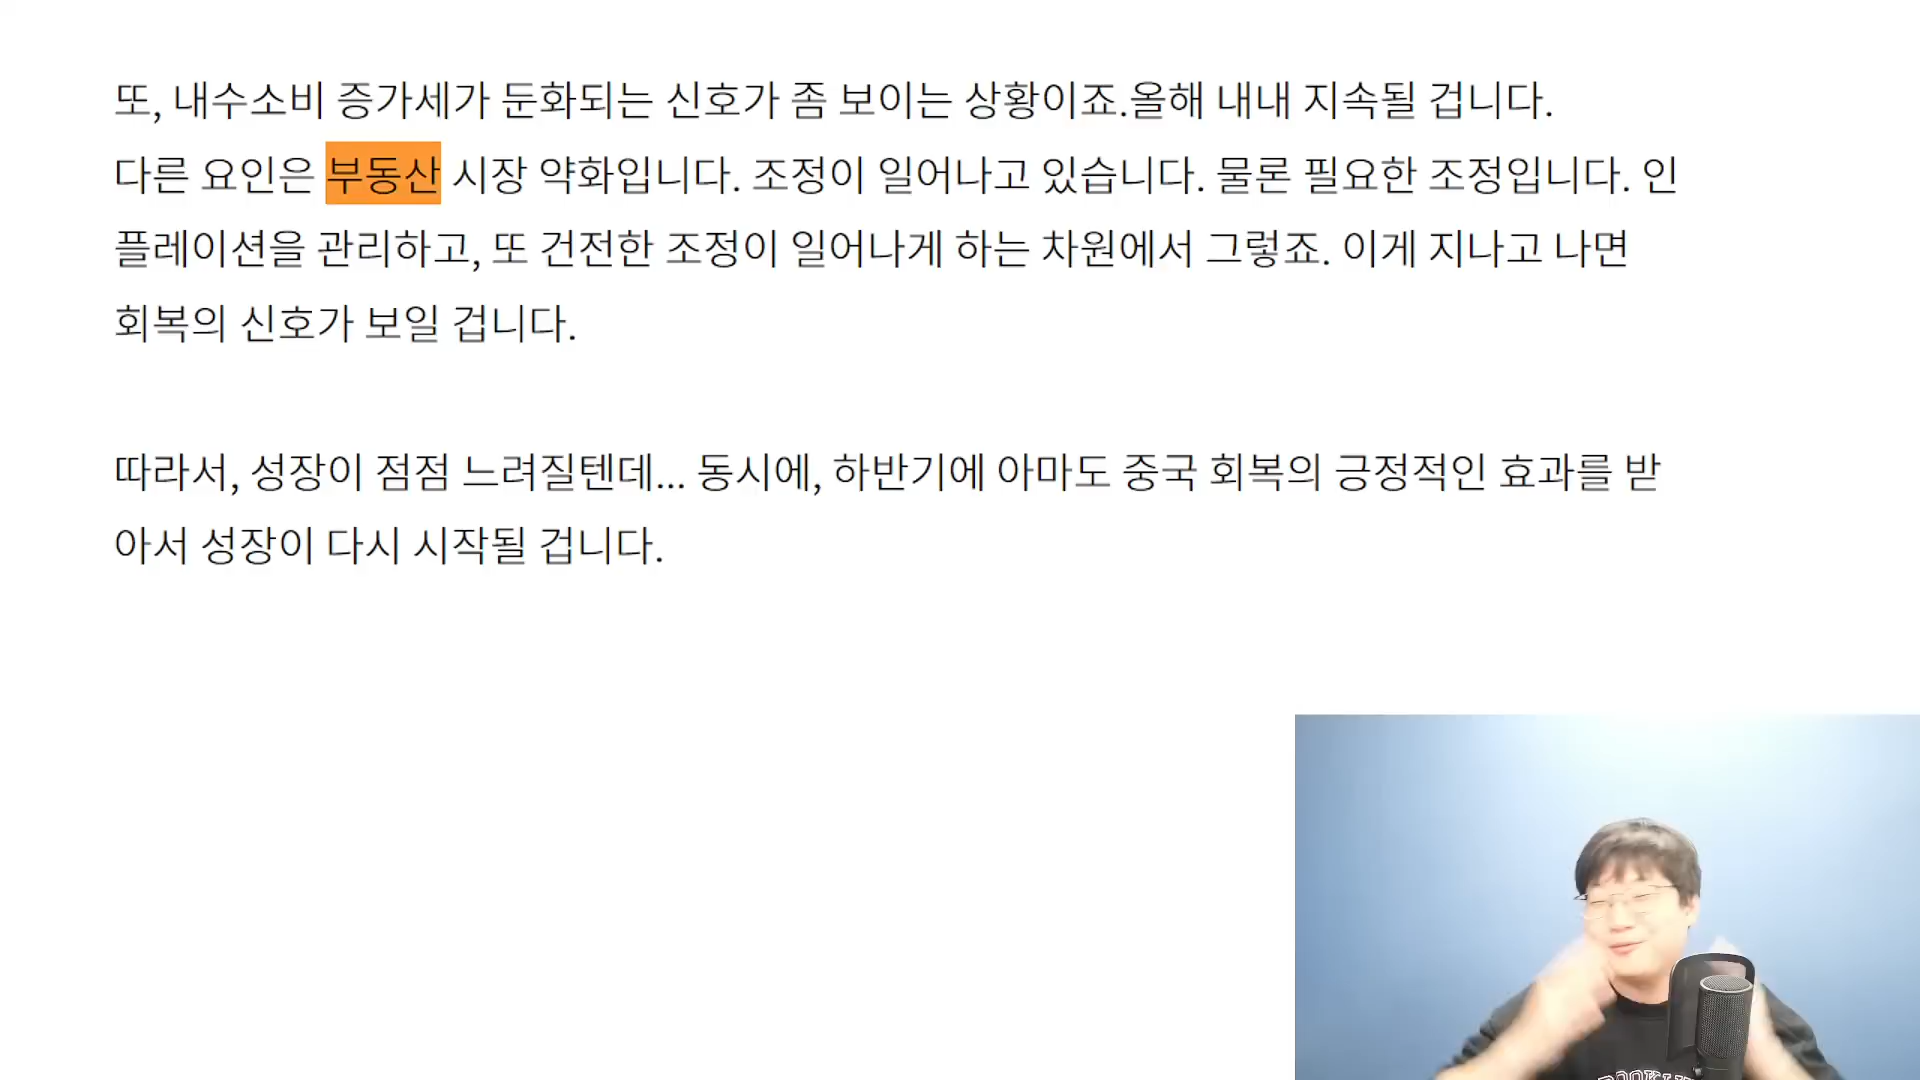 또, 내수소비 증가세가 둔화되는 신호가 좀 보이는 상황이죠.올해 내내 지속될 겁니다.
다른 요인은 부동산 시장 약화입니다. 조정이 일어나고 있습니다. 물론 필요한 조정입니다. 인
플레이션을 관리하고, 또 건전한 조정이 일어나게 하는 차원에서 그렇죠. 이게 지나고 나면
회복의 신호가 보일 겁니다.
따라서, 성장이 점점 느려질텐데... 동시에, 하반기에 아마도 중국 회복의 긍정적인 효과를 받
아서 성장이 다시 시작될 겁니다.